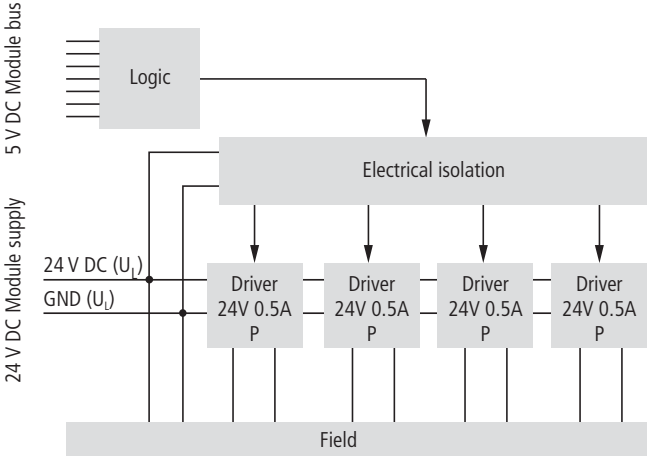 5 V DC Module bus
Logic
Electrical isolation
24 V DC Module supply
24 V DC (UL)
GND (UL)
Driver
24V 0.5A
P
Driver
24V 0.5A
P
Driver
24V 0.5A
P
Driver
24V 0.5A
P
Field